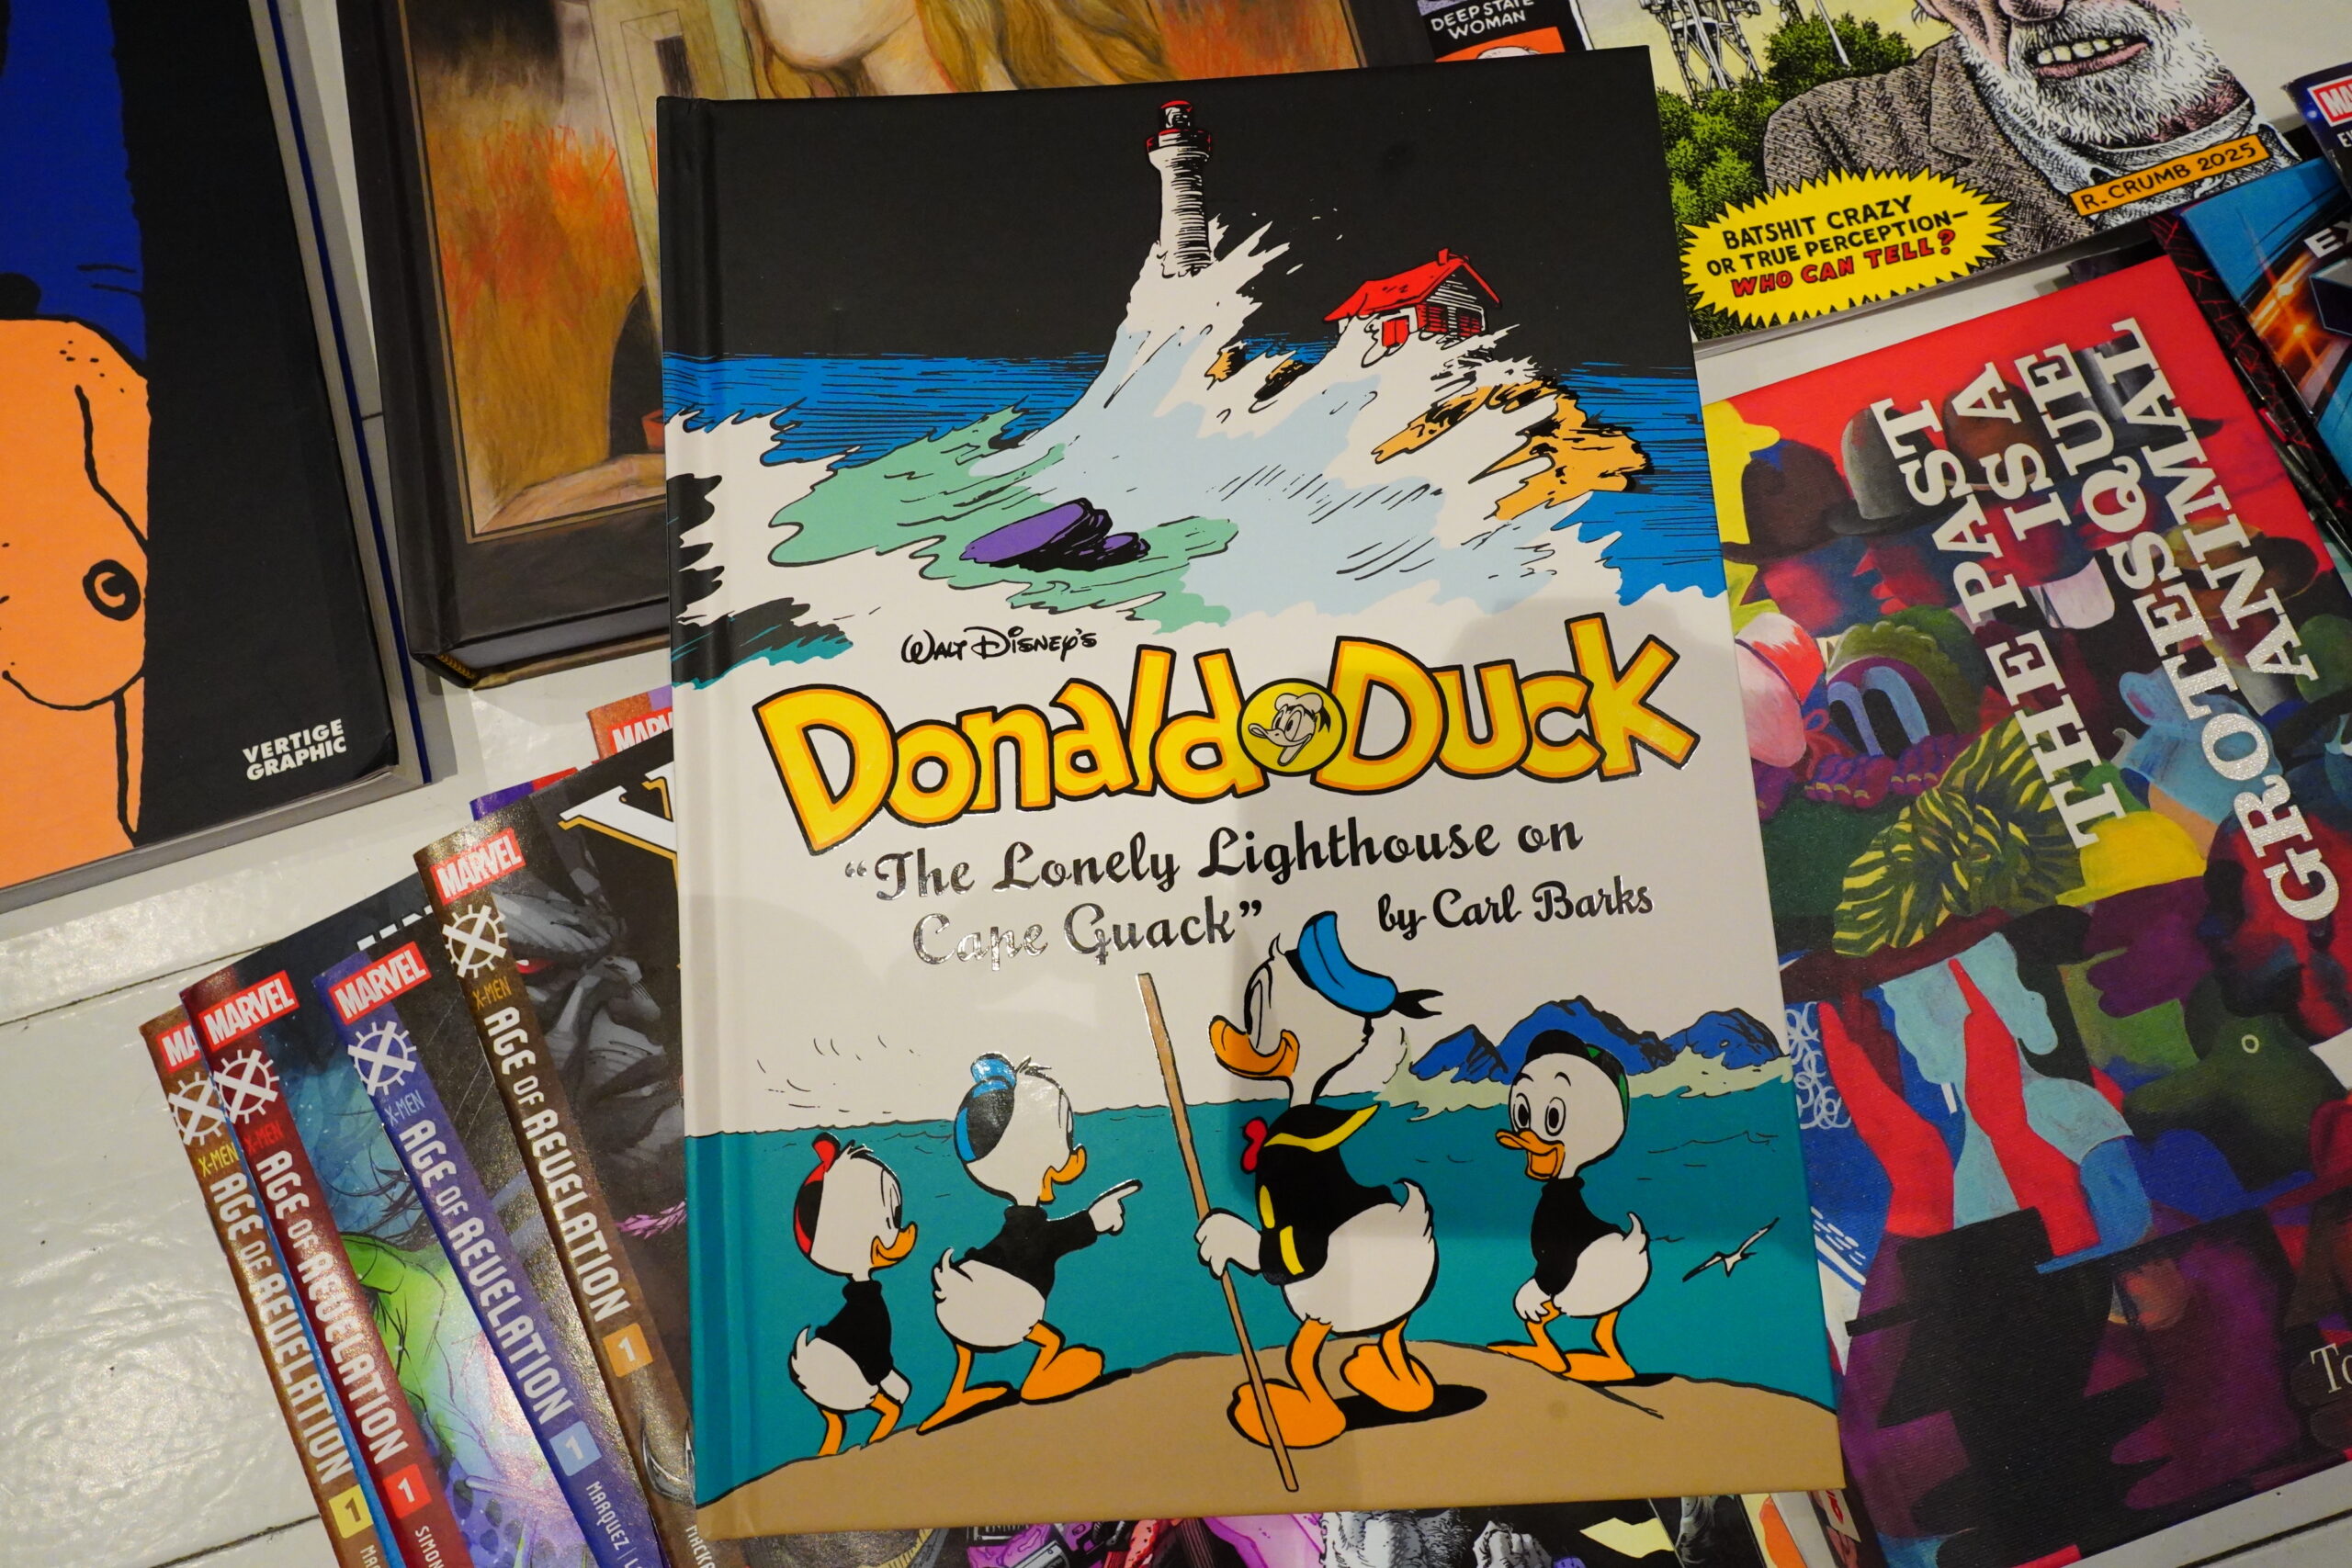 DEEP STATE
WOMAN
BATSHIT CRAZY
OR TRUE PERCEPTION—
WHO CAN TELL?
R. CRUMB 2025
WALT DISNEY'S
Donald Duck
“The Lonely Lighthouse on
Cape Quack”
by Carl Barks
THE PAST
IS A
GROTESQUE
ANIMAL
VERTIGE
GRAPHIC
MARVEL
MARVEL
X-MEN
AGE OF REVELATION
1
MARVEL
X-MEN
AGE OF REVELATION
1
MARQUEZ
MARVEL
X-MEN
AGE OF REVELATION
1
SIMON
X-MEN
AGE OF REVELATION
1